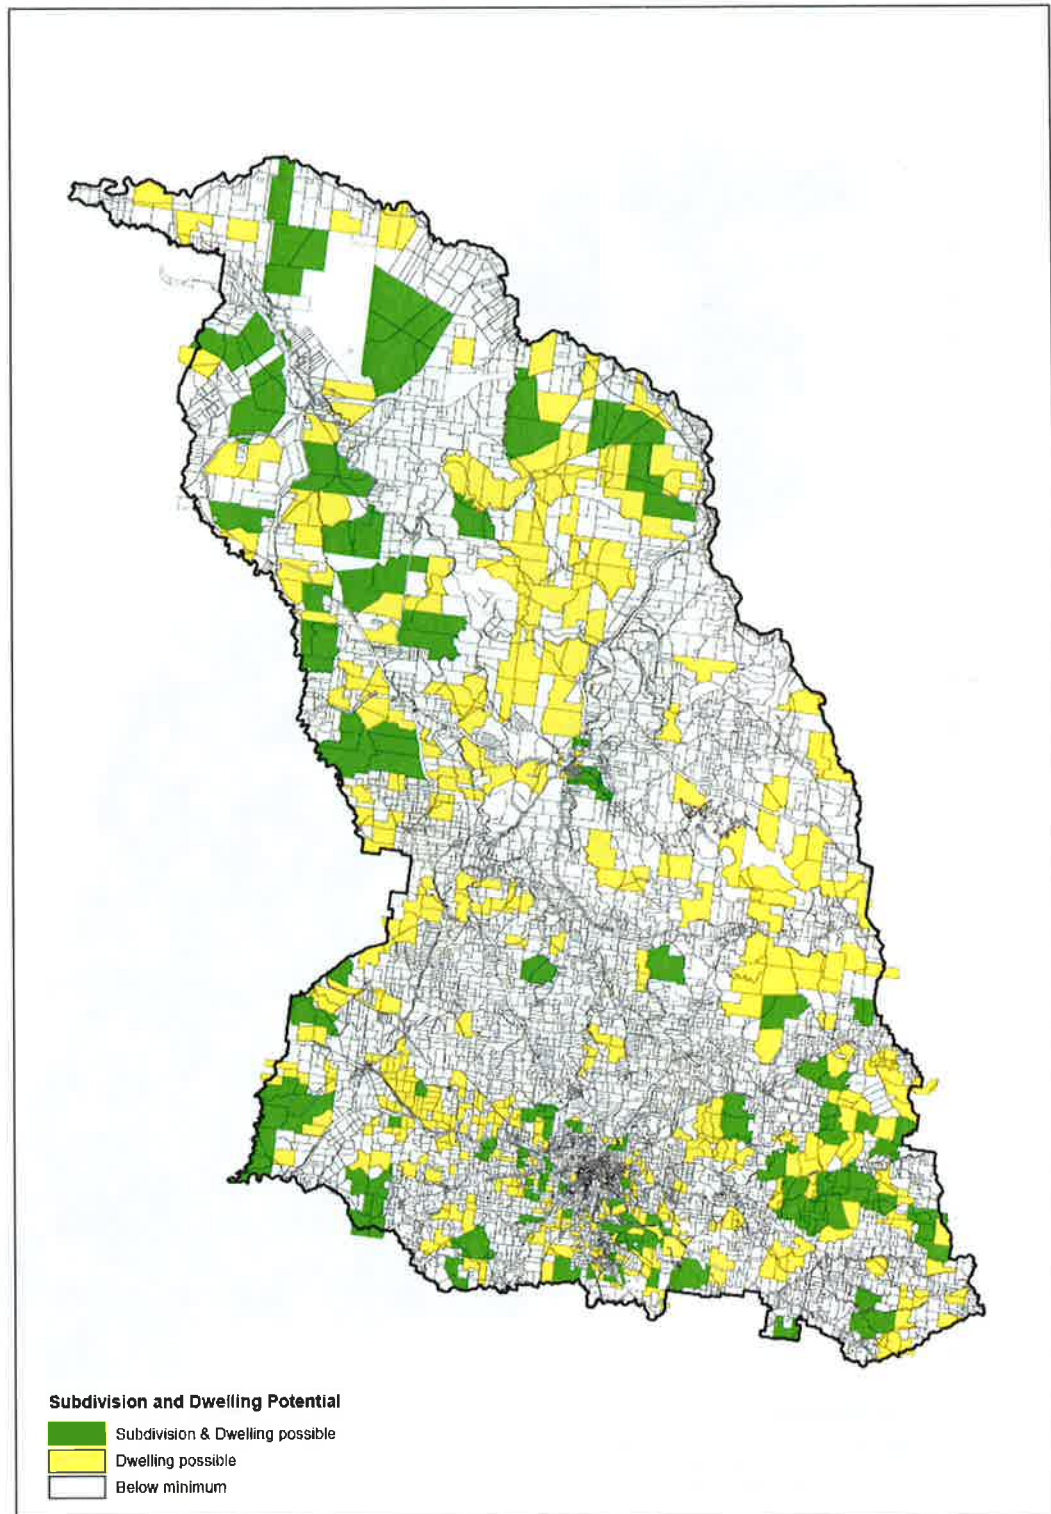 Subdivision and Dwelling Potential
Subdivision & Dwelling possible
Dwelling possible
Below minimum